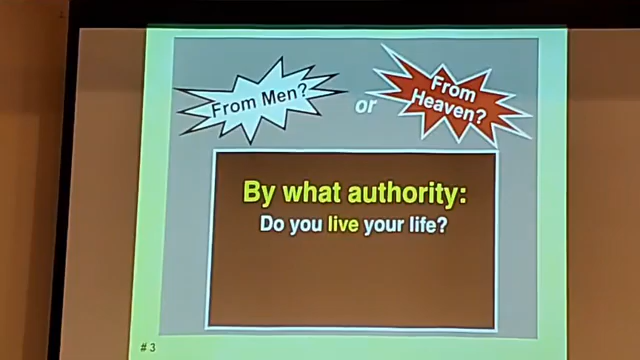 From Men?
or
From
Heaven?
By what authority:
Do you live your life?
# 3